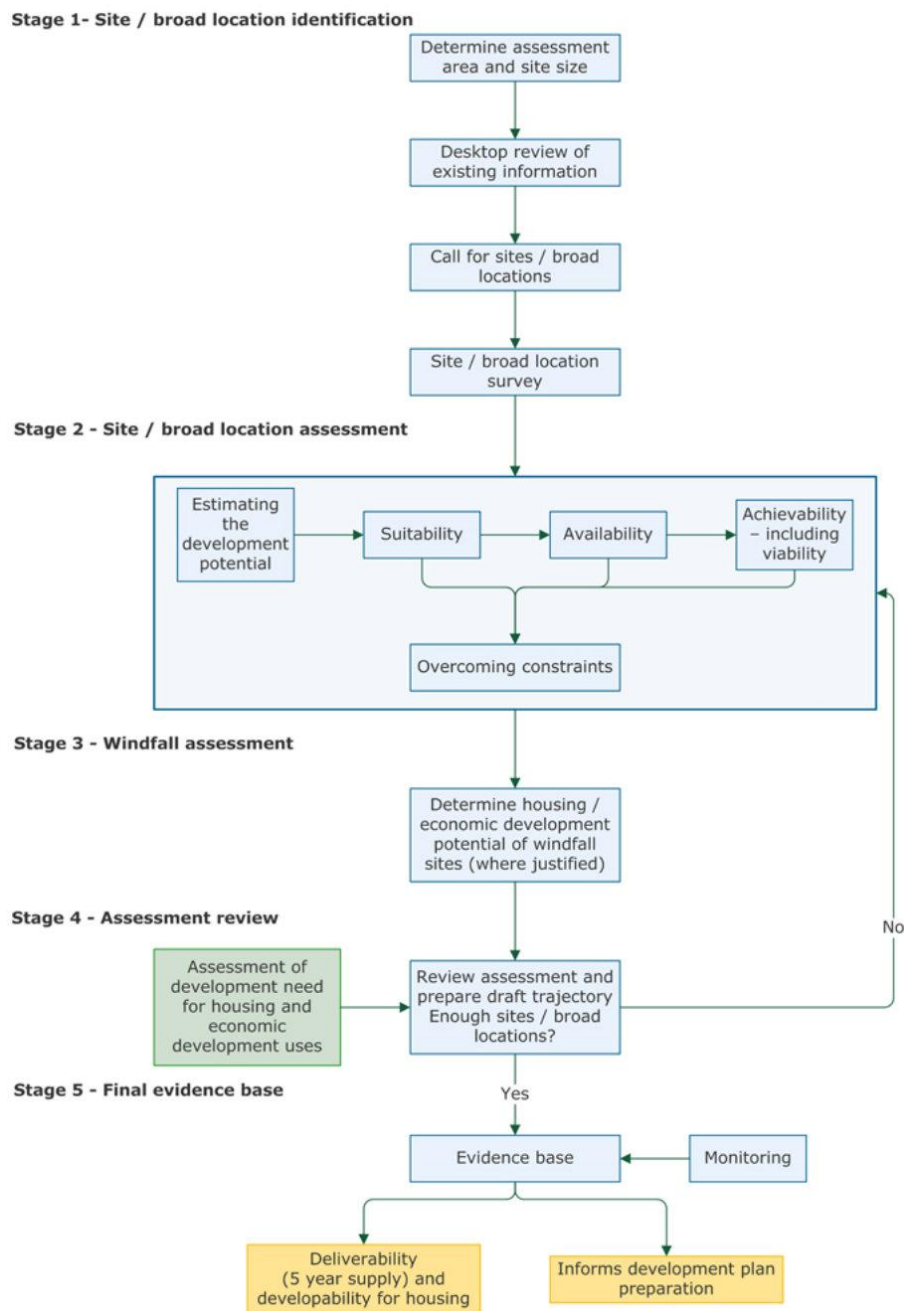 Stage 1- Site / broad location identification
Determine assessment
area and site size
Desktop review of
existing information
Call for sites / broad
locations
Site / broad location
survey
Stage 2 - Site / broad location assessment
Estimating
the
development
potential
Suitability
Availability
Achievability
– including
viability
Overcoming constraints
Stage 3 - Windfall assessment
Determine housing /
economic development
potential of windfall
sites (where justified)
Stage 4 - Assessment review
No
Assessment of
development need
for housing and
economic
development uses
Review assessment and
prepare draft trajectory
Enough sites / broad
locations?
Stage 5 - Final evidence base
Yes
Evidence base
Monitoring
Deliverability
(5 year supply) and
developability for housing
Informs development plan
preparation